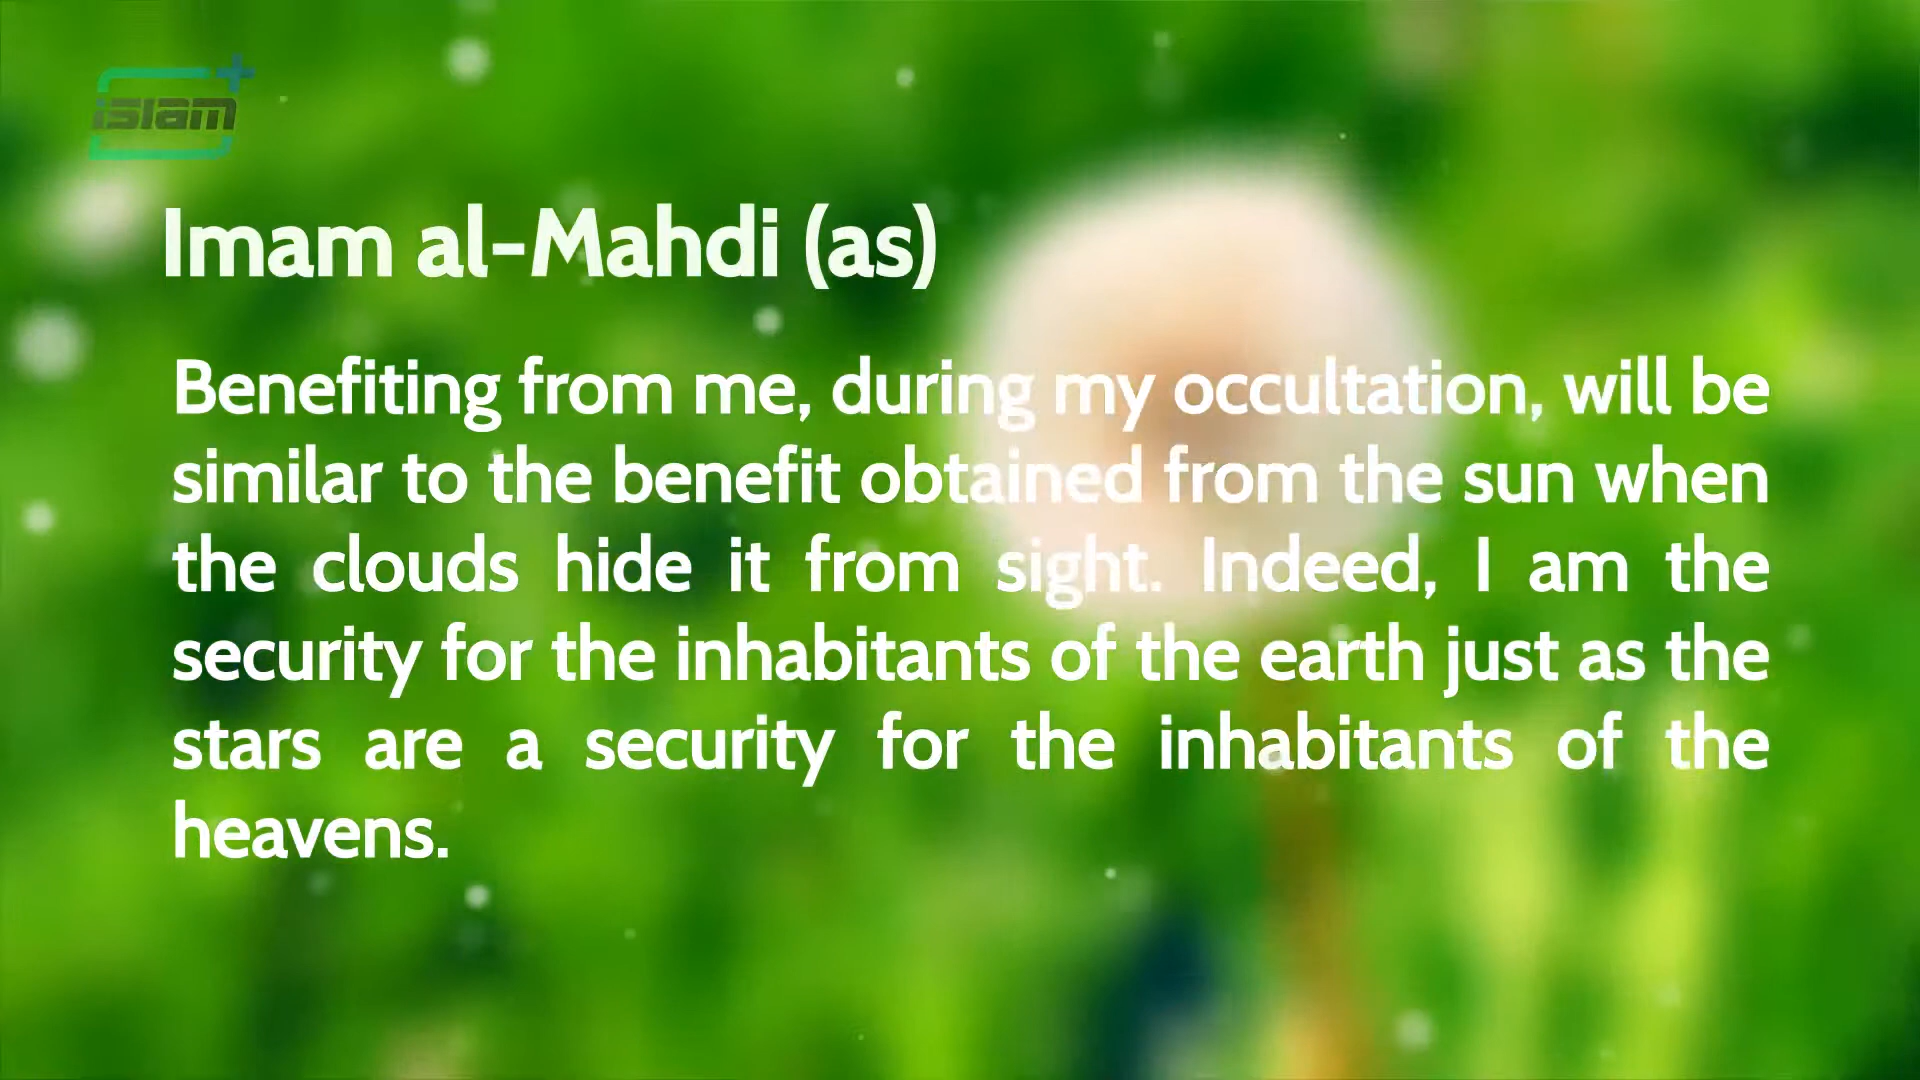 islam+
Imam al-Mahdi (as)
Benefiting from me, during my occultation, will be
similar to the benefit obtained from the sun when
the clouds hide it from sight. Indeed, I am the
security for the inhabitants of the earth just as the
stars are a security for the inhabitants of the
heavens.